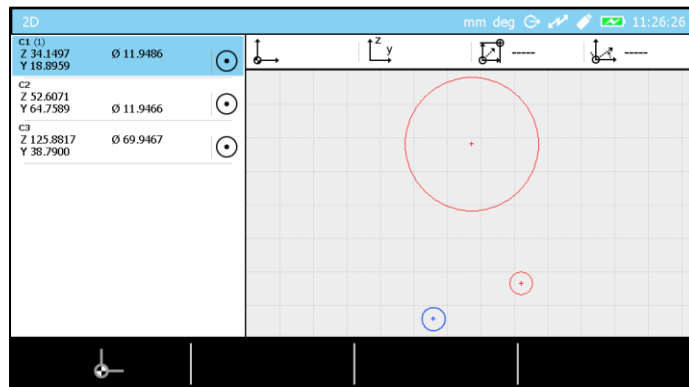 2D
mm deg 11:26:26
C1 (1)
Z 34.1497 Ø 11.9486
Y 18.8959
C2
Z 52.6071
Y 64.7589 Ø 11.9466
C3
Z 125.8817 Ø 69.9467
Y 38.7900
z
y
-----
-----